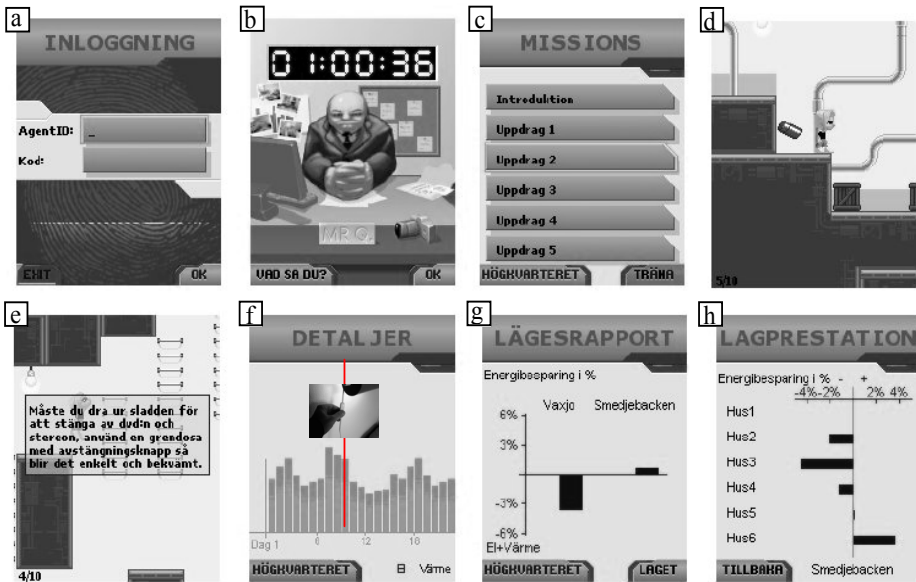 a
INLOGGNING
AgentID:
Kod:
EXIT
OK
b
01:00:36
MR Q.
VAD SA DU?
OK
c
MISSIONS
Introduktion
Uppdrag 1
Uppdrag 2
Uppdrag 3
Uppdrag 4
Uppdrag 5
HÖGKVARTERET
TRÄNA
d
5/10
e
Måste du dra ur sladden för
att stänga av dvd:n och
stereon, använd en grendosa
med avstängningsknapp så
blir det enkelt och bekvämt.
4/10
f
DETALJER
Dag 1
6
12
18
HÖGKVARTERET
B Värme
g
LÄGESRAPPORT
Energibesparing i %
Vaxjo Smedjebacken
6%
3%
-3%
-6%
El+Värme
HÖGKVARTERET
LÄGET
h
LAGPRESTATION
Energibesparing i % - +
-4% -2% 2% 4%
Hus1
Hus2
Hus3
Hus4
Hus5
Hus6
TILLBAKA
Smedjebacken